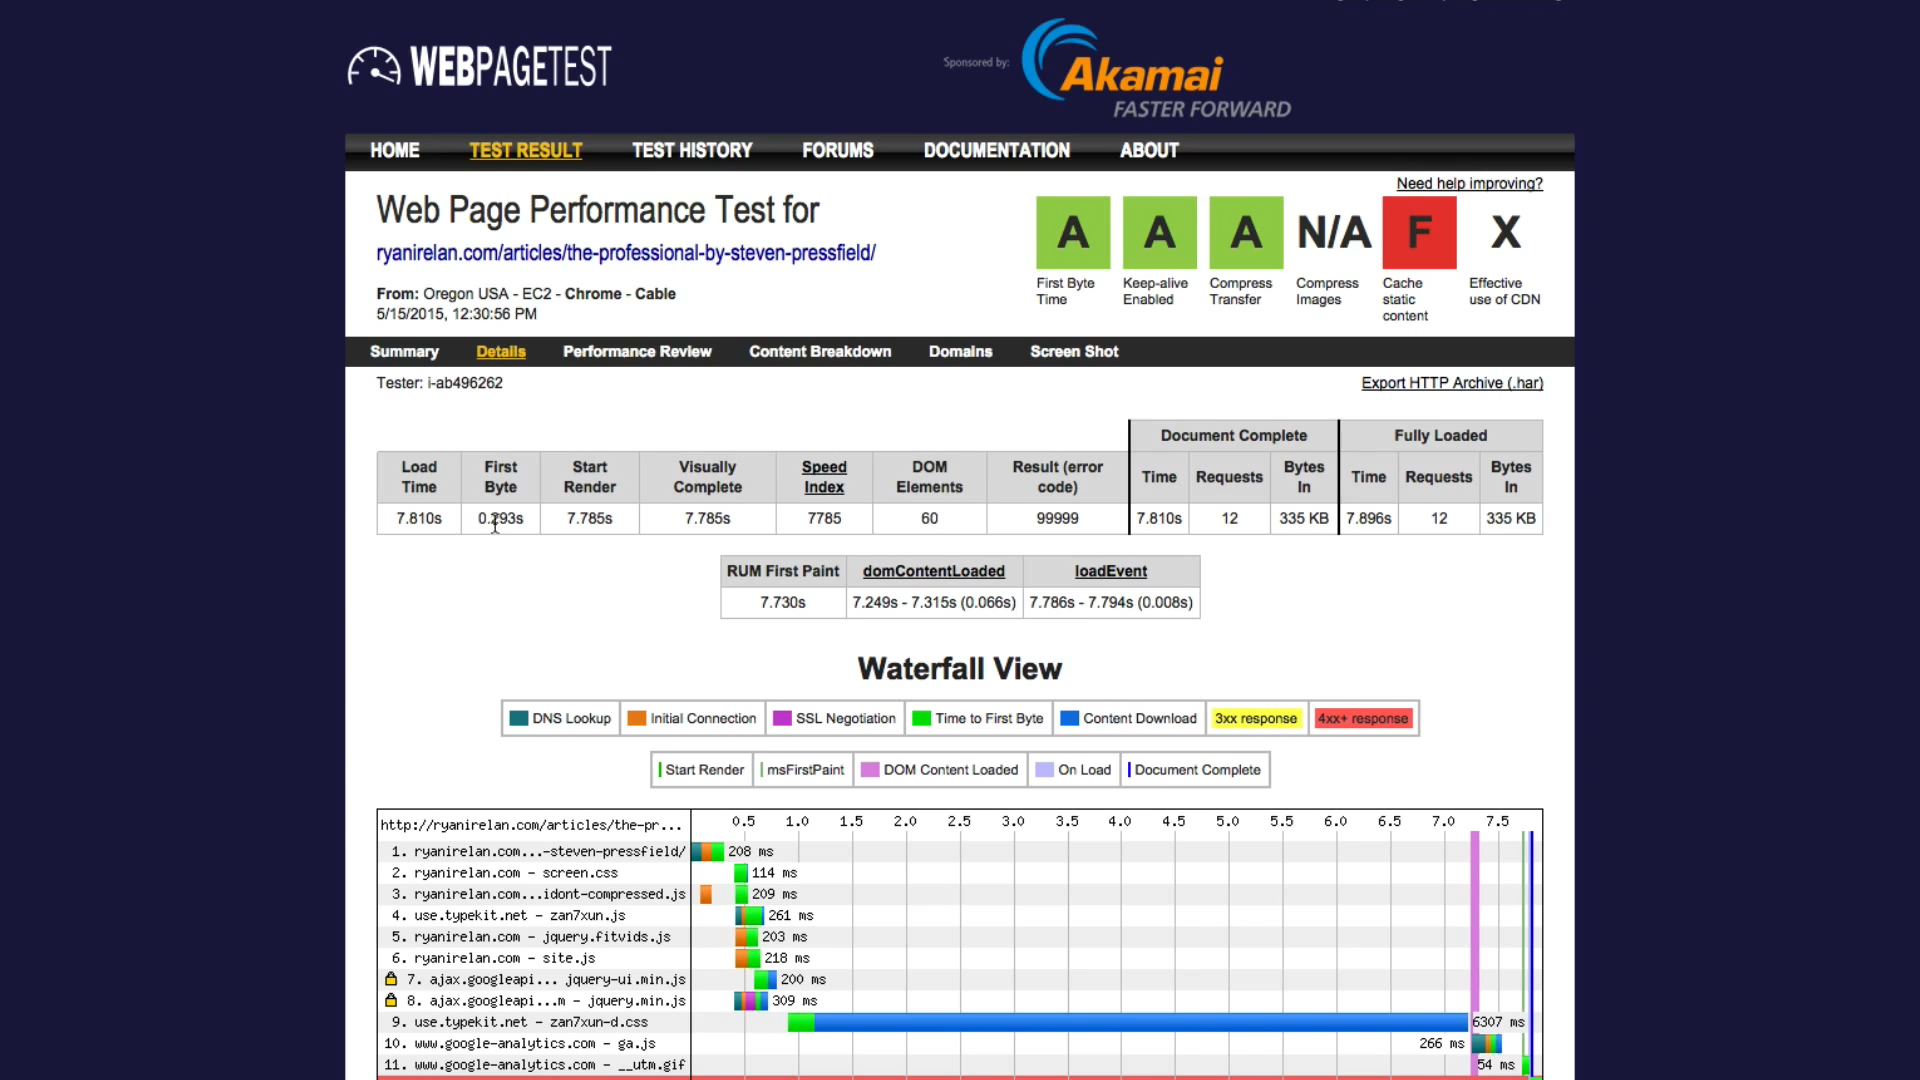 WEBPAGETEST
Sponsored by:
Akamai
FASTER FORWARD
HOME TEST RESULT TEST HISTORY FORUMS DOCUMENTATION ABOUT
Need help improving?
Web Page Performance Test for
ryanirelan.com/articles/the-professional-by-steven-pressfield/
From: Oregon USA - EC2 - Chrome - Cable
5/15/2015, 12:30:56 PM
A A A N/A F X
First Byte Time
Keep-alive Enabled
Compress Transfer
Compress Images
Cache static content
Effective use of CDN
Summary Details Performance Review Content Breakdown Domains Screen Shot
Tester: i-ab496262
Export HTTP Archive (.har)
Document Complete Fully Loaded
Load Time First Byte Start Render Visually Complete Speed Index DOM Elements Result (error code) Time Requests Bytes In Time Requests Bytes In
7.810s 0.293s 7.785s 7.785s 7785 60 99999 7.810s 12 335 KB 7.896s 12 335 KB
RUM First Paint domContentLoaded loadEvent
7.730s 7.249s - 7.315s (0.066s) 7.786s - 7.794s (0.008s)
Waterfall View
DNS Lookup Initial Connection SSL Negotiation Time to First Byte Content Download 3xx response 4xx+ response
Start Render msFirstPaint DOM Content Loaded On Load Document Complete
http://ryanirelan.com/articles/the-pr... 0.5 1.0 1.5 2.0 2.5 3.0 3.5 4.0 4.5 5.0 5.5 6.0 6.5 7.0 7.5
1. ryanirelan.com...-steven-pressfield/ 208 ms
2. ryanirelan.com - screen.css 114 ms
3. ryanirelan.com...idont-compressed.js 209 ms
4. use.typekit.net - zan7xun.js 261 ms
5. ryanirelan.com - jquery.fitvids.js 203 ms
6. ryanirelan.com - site.js 218 ms
7. ajax.googleapi... jquery-ui.min.js 200 ms
8. ajax.googleapi...m - jquery.min.js 309 ms
9. use.typekit.net - zan7xun-d.css 6307 ms
10. www.google-analytics.com - ga.js 266 ms
11. www.google-analytics.com - __utm.gif 54 ms